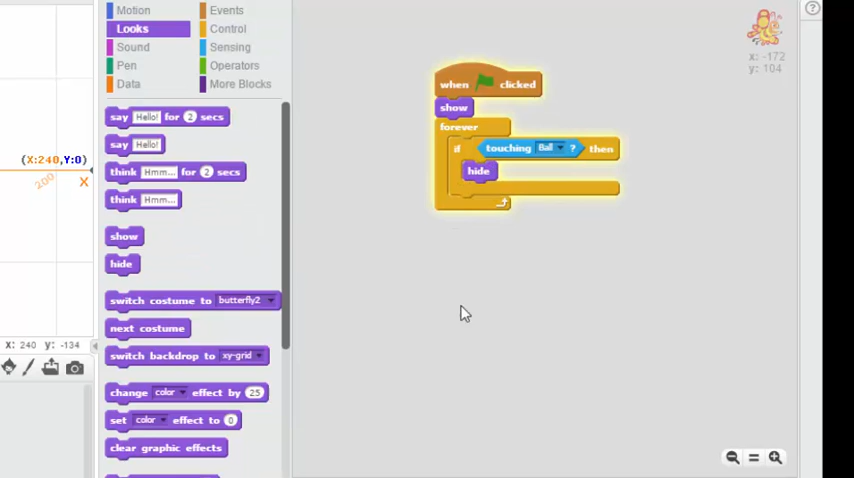 Motion
Events
Looks
Control
Sound
Sensing
Pen
Operators
Data
More Blocks
say Hello! for 2 secs
say Hello!
think Hmm... for 2 secs
think Hmm...
show
hide
switch costume to butterfly2
next costume
switch backdrop to xy-grid
change color effect by 25
set color effect to 0
clear graphic effects
(X:240,Y:0)
200
X
x: 240 y: -134
when clicked
show
forever
if touching Ball ? then
hide
?
x: -172
y: 104